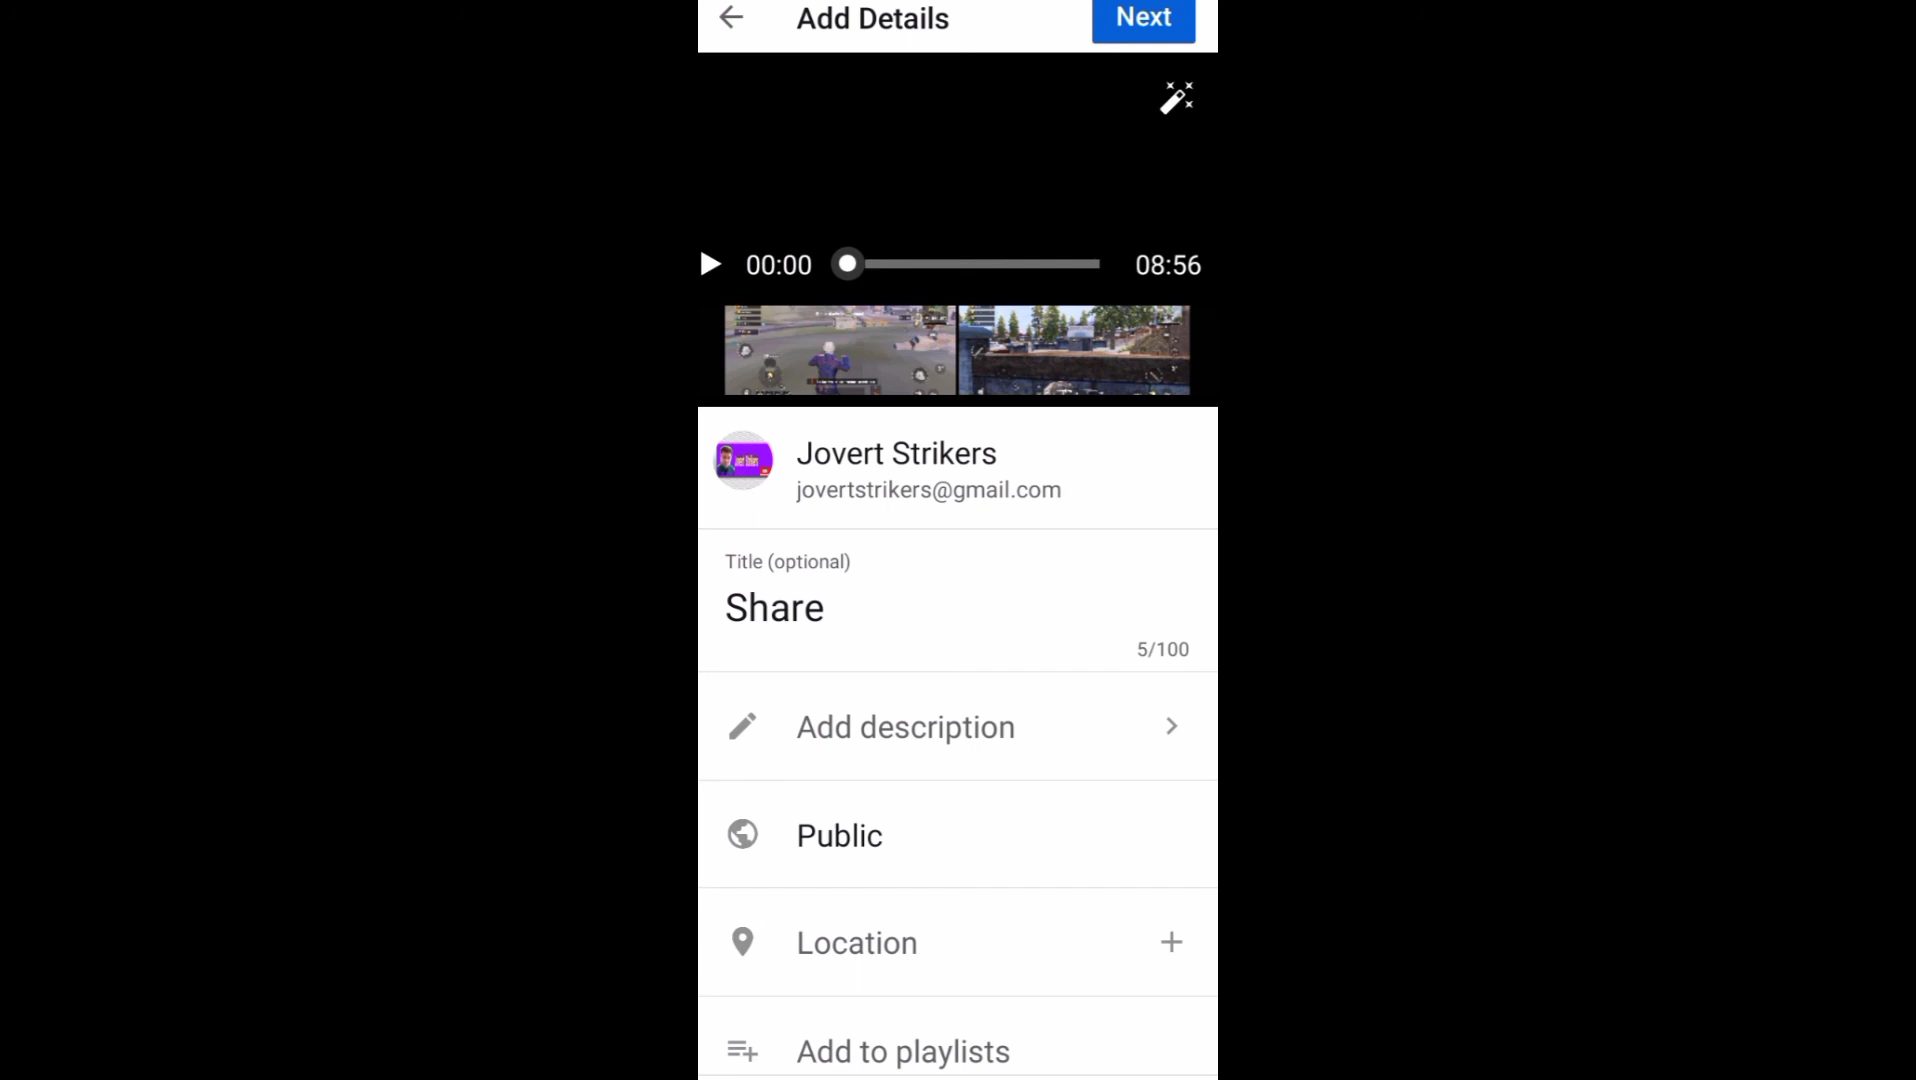 Add Details
Next
00:00
08:56
Jovert Strikers
jovertstrikers@gmail.com
Title (optional)
Share
5/100
Add description
Public
Location
Add to playlists